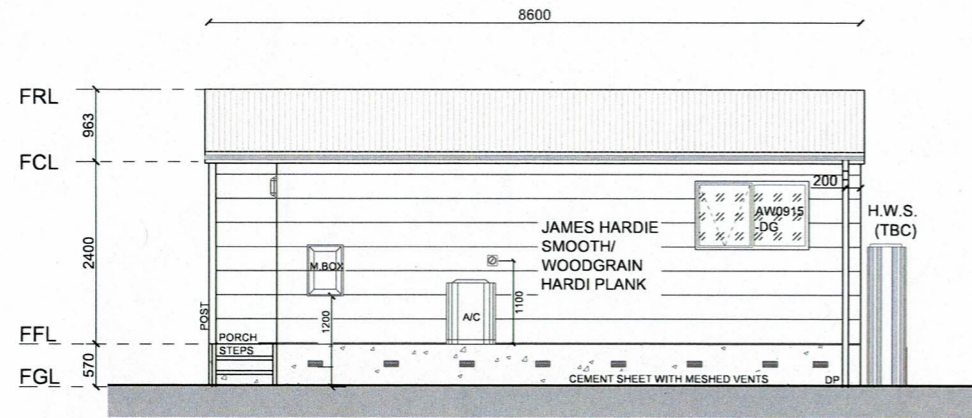 8600
FRL
963
FCL
200
AW0915
-DG
H.W.S.
(TBC)
JAMES HARDIE
SMOOTH/
WOODGRAIN
HARDI PLANK
2400
M.BOX
1100
A/C
1200
POST
FFL
PORCH
STEPS
570
FGL
CEMENT SHEET WITH MESHED VENTS
DP